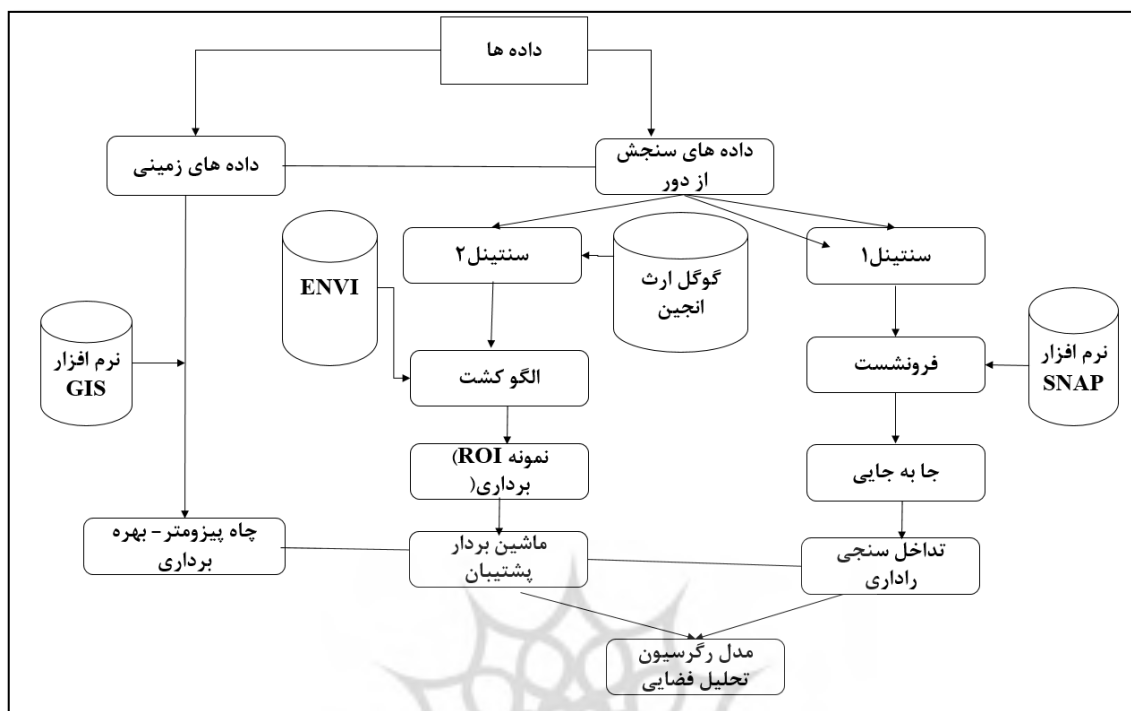 داده ها
داده های زمینی
داده های سنجش
از دور
سنتینل۲
گوگل ارث
انجین
سنتینل۱
ENVI
نرم افزار
GIS
الگو کشت
فرونشست
نرم افزار
SNAP
نمونه ROI)
برداری(
جا به جایی
چاه پیزومتر – بهره
برداری
ماشین بردار
پشتیبان
تداخل سنجی
راداری
مدل رگرسیون
تحلیل فضایی